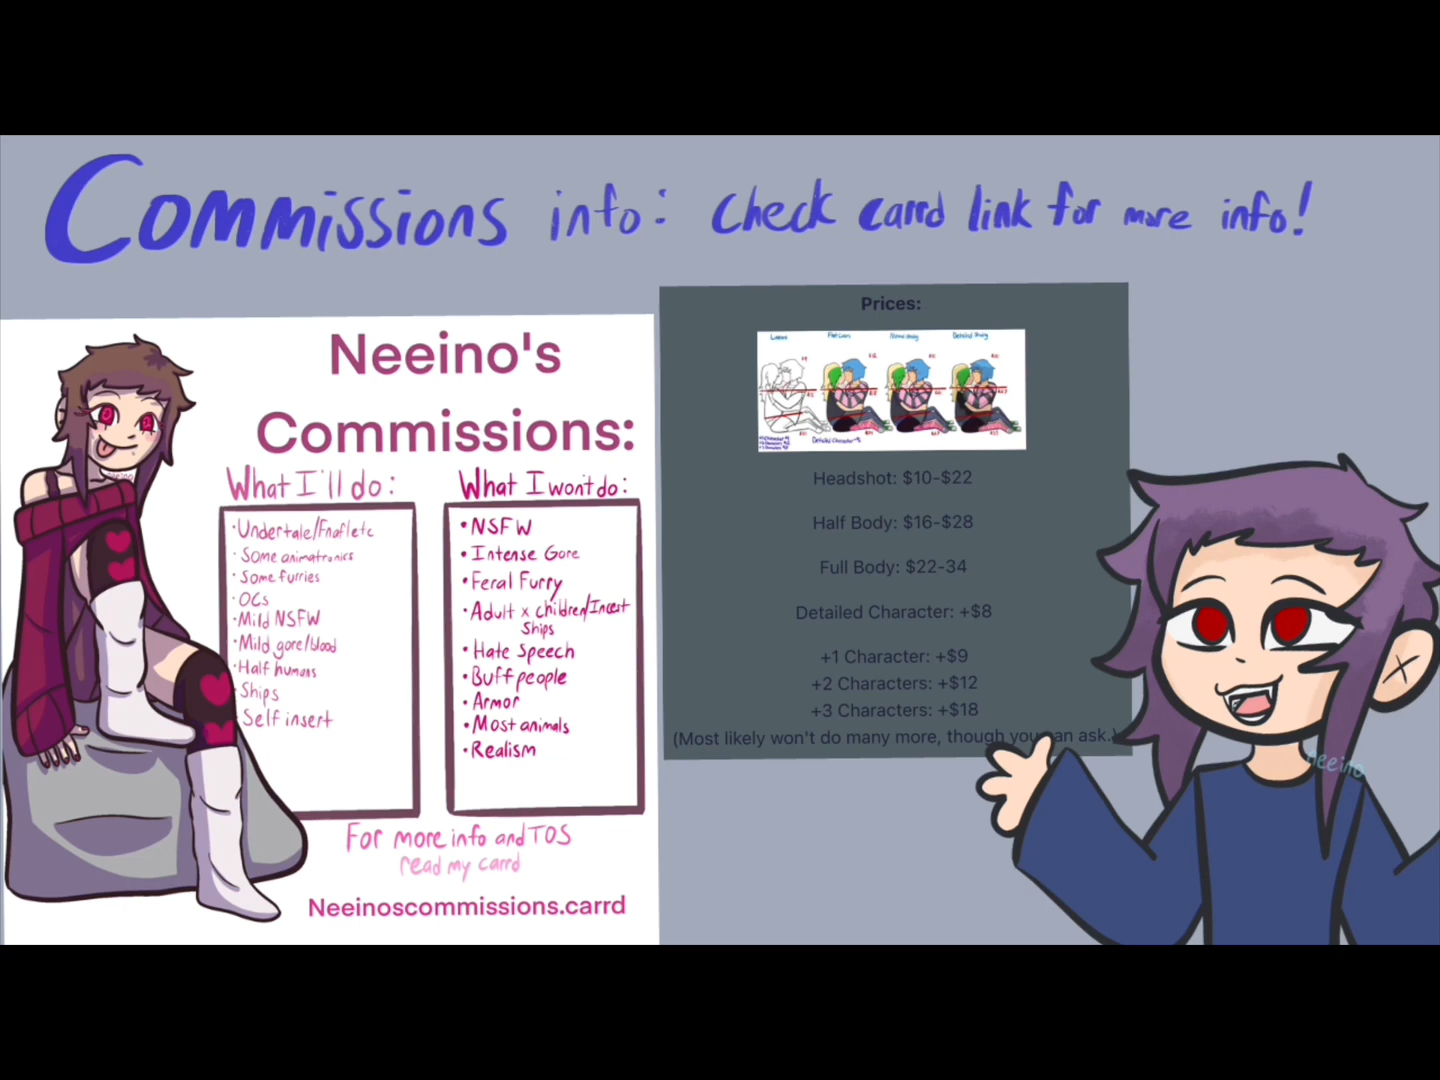 Commissions info: Check carrd link for more info!
Neeino's
Commissions:
What I'll do:
•Undertale/Fnaf etc
•Some animatronics
•Some furries
•OCs
•Mild NSFW
•Mild gore/blood
•Half humans
•Ships
•Self insert
What I won't do:
•NSFW
•Intense Gore
•Feral Furry
•Adult x children/Incest
Ships
•Hate Speech
•Buff people
•Armor
•Most animals
•Realism
For more info and TOS
read my carrd
Neeinoscommissions.carrd
Prices:
Headshot: $10-$22
Half Body: $16-$28
Full Body: $22-34
Detailed Character: +$8
+1 Character: +$9
+2 Characters: +$12
+3 Characters: +$18
(Most likely won't do many more, though you can ask.)
neeino